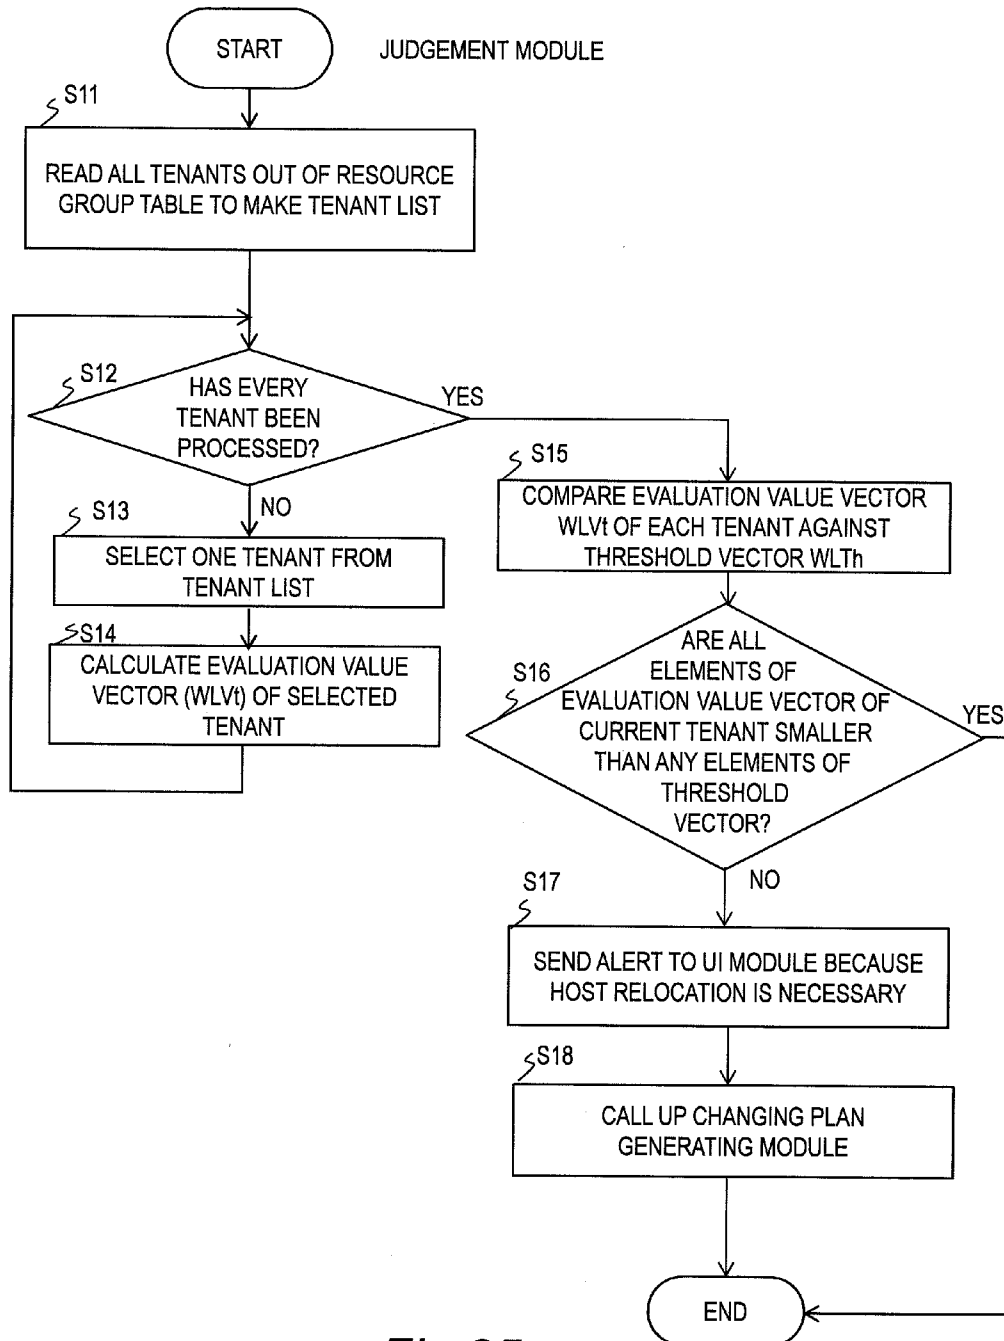 START
JUDGEMENT MODULE
S11
READ ALL TENANTS OUT OF RESOURCE
GROUP TABLE TO MAKE TENANT LIST
S12
HAS EVERY
TENANT BEEN
PROCESSED?
YES
NO
S13
SELECT ONE TENANT FROM
TENANT LIST
S14
CALCULATE EVALUATION VALUE
VECTOR (WLVt) OF SELECTED
TENANT
S15
COMPARE EVALUATION VALUE VECTOR
WLVt OF EACH TENANT AGAINST
THRESHOLD VECTOR WLTh
S16
ARE ALL
ELEMENTS OF
EVALUATION VALUE VECTOR OF
CURRENT TENANT SMALLER
THAN ANY ELEMENTS OF
THRESHOLD
VECTOR?
YES
NO
S17
SEND ALERT TO UI MODULE BECAUSE
HOST RELOCATION IS NECESSARY
S18
CALL UP CHANGING PLAN
GENERATING MODULE
END